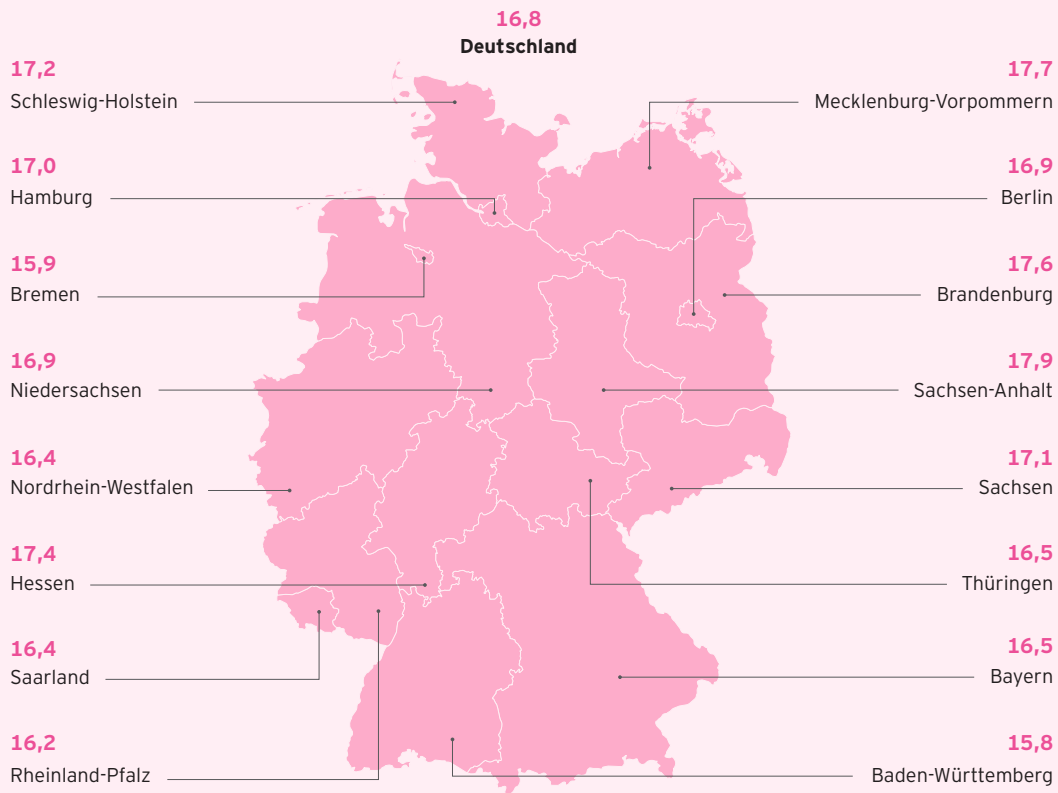 16,8
Deutschland
17,2
Schleswig-Holstein
17,0
Hamburg
15,9
Bremen
16,9
Niedersachsen
16,4
Nordrhein-Westfalen
17,4
Hessen
16,4
Saarland
16,2
Rheinland-Pfalz
17,7
Mecklenburg-Vorpommern
16,9
Berlin
17,6
Brandenburg
17,9
Sachsen-Anhalt
17,1
Sachsen
16,5
Thüringen
16,5
Bayern
15,8
Baden-Württemberg